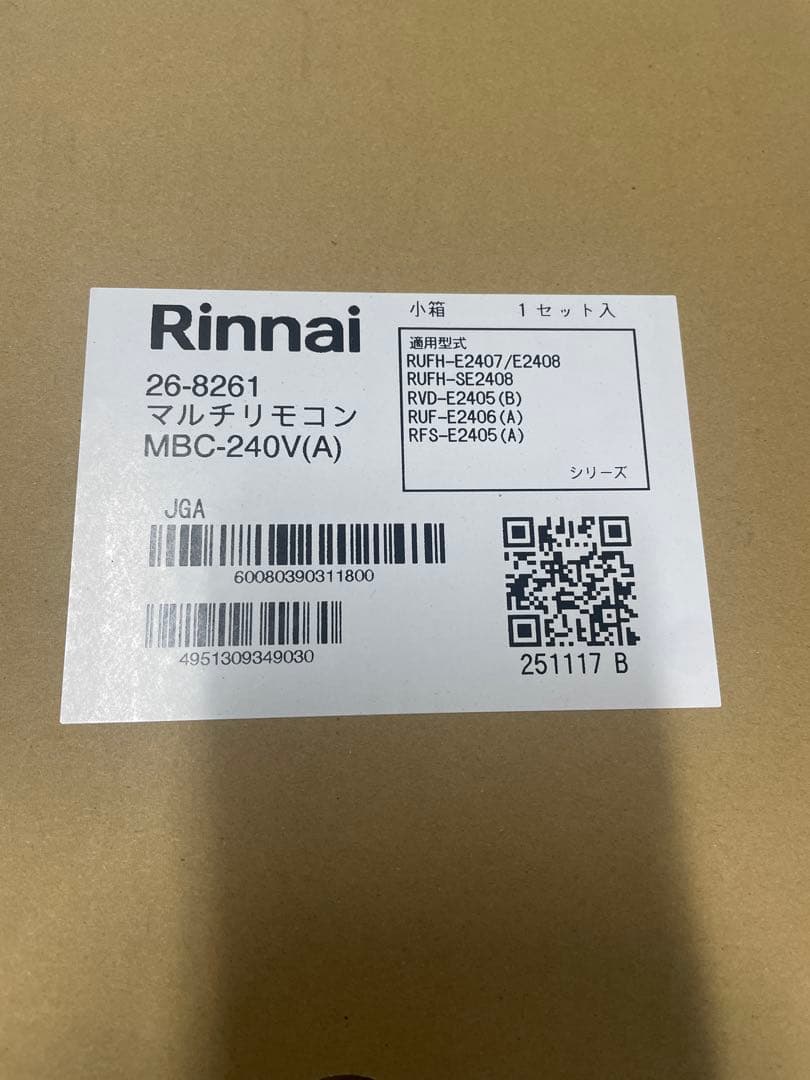 Rinnai
小箱 1セット入
26-8261
マルチリモコン
MBC-240V(A)
適用型式
RUFH-E2407/E2408
RUFH-SE2408
RVD-E2405(B)
RUF-E2406(A)
RFS-E2405(A)
シリーズ
JGA
60080390311800
4951309349030
251117 B